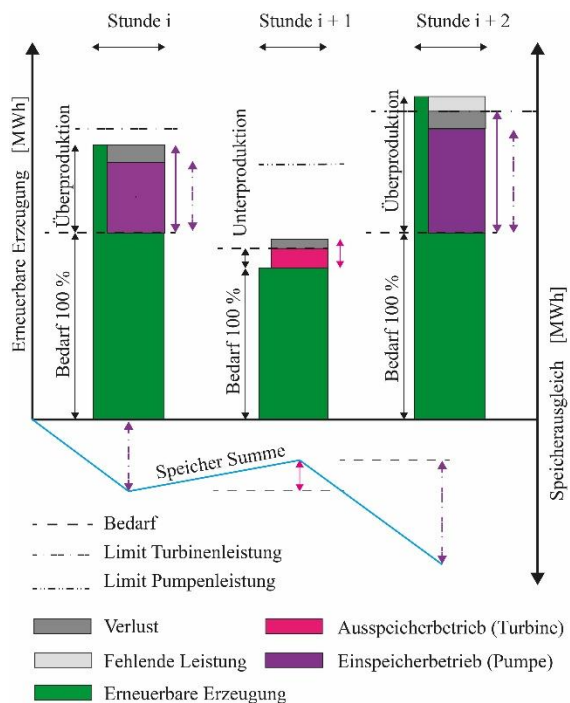 Stunde i
Stunde i + 1
Stunde i + 2
Erneuerbare Erzeugung [MWh]
Überproduktion
Bedarf 100 %
Unterproduktion
Bedarf 100 %
Überproduktion
Bedarf 100 %
Speicherausgleich [MWh]
Speicher Summe
Bedarf
Limit Turbinenleistung
Limit Pumpenleistung
Verlust
Ausspeicherbetrieb (Turbine)
Fehlende Leistung
Einspeicherbetrieb (Pumpe)
Erneuerbare Erzeugung